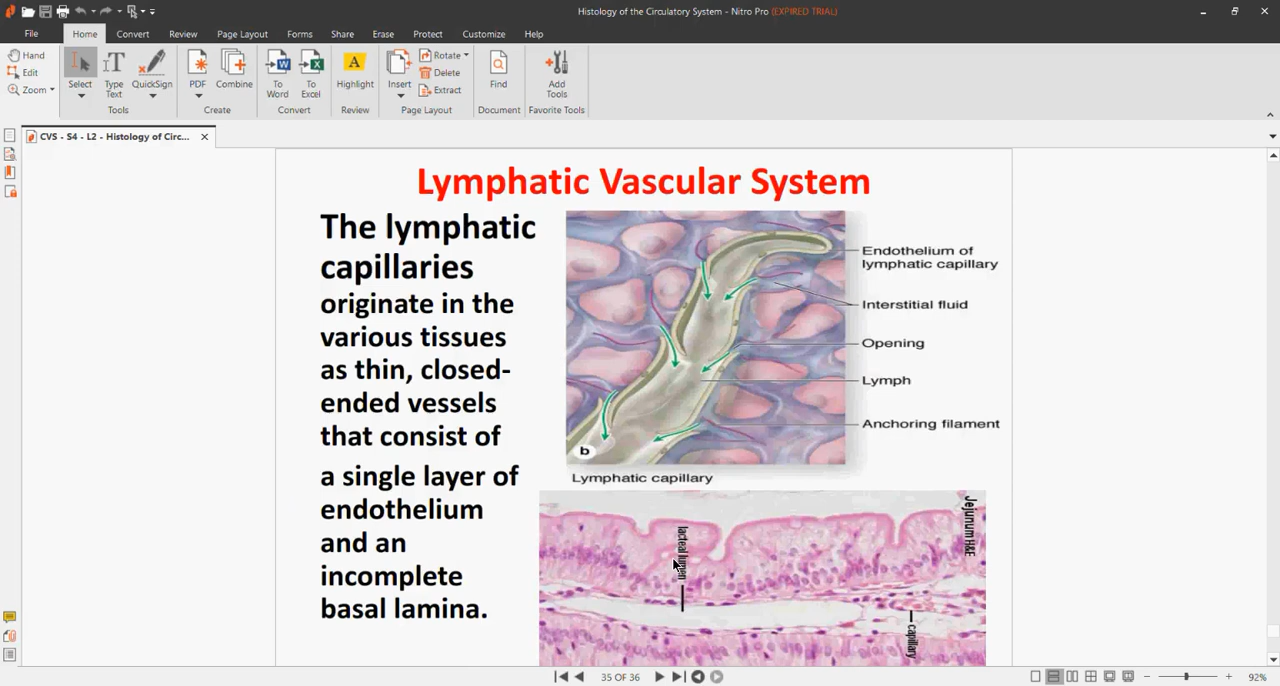 Histology of the Circulatory System - Nitro Pro (EXPIRED TRIAL)
File Home Convert Review Page Layout Forms Share Erase Protect Customize Help
Hand
Edit
Zoom
Select
Type Text
QuickSign
Tools
PDF
Combine
Create
To Word
To Excel
Convert
Highlight
Review
Insert
Rotate
Delete
Extract
Page Layout
Find
Document
Add Tools
Favorite Tools
CVS - S4 - L2 - Histology of Circ...
Lymphatic Vascular System
The lymphatic
capillaries
originate in the
various tissues
as thin, closed-
ended vessels
that consist of
a single layer of
endothelium
and an
incomplete
basal lamina.
Endothelium of
lymphatic capillary
Interstitial fluid
Opening
Lymph
Anchoring filament
b
Lymphatic capillary
Jejunum H&E
lacteal lumen
capillary
35 OF 36
92%